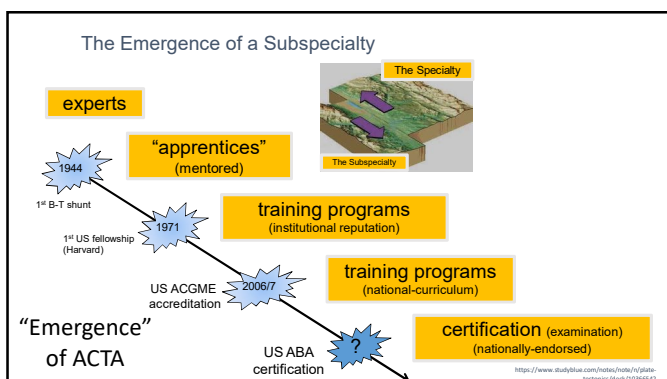 The Emergence of a Subspecialty
The Specialty
The Subspecialty
experts
1944
1st B-T shunt
“apprentices”
(mentored)
1971
1st US fellowship
(Harvard)
training programs
(institutional reputation)
2006/7
US ACGME
accreditation
training programs
(national-curriculum)
“Emergence”
of ACTA
?
US ABA
certification
certification (examination)
(nationally-endorsed)
https://www.studyblue.com/notes/note/n/plate-